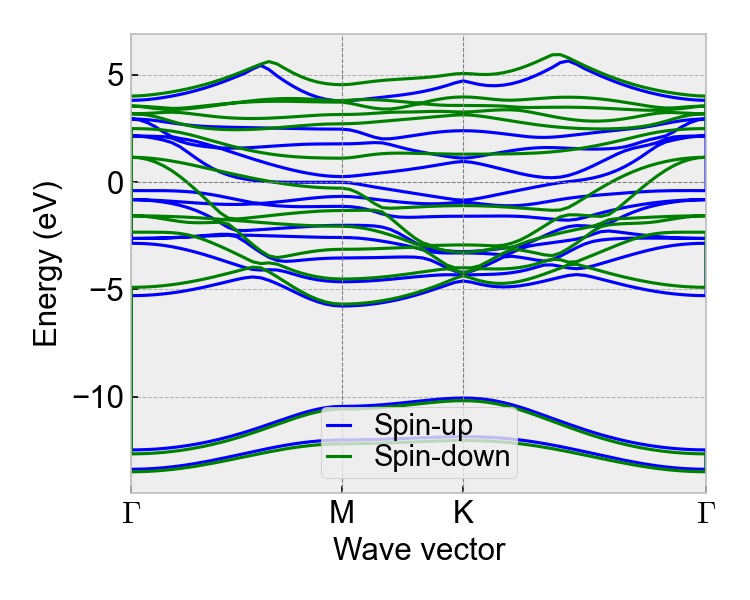 Energy (eV)
5
0
−5
−10
Spin-up
Spin-down
Γ M K Γ
Wave vector